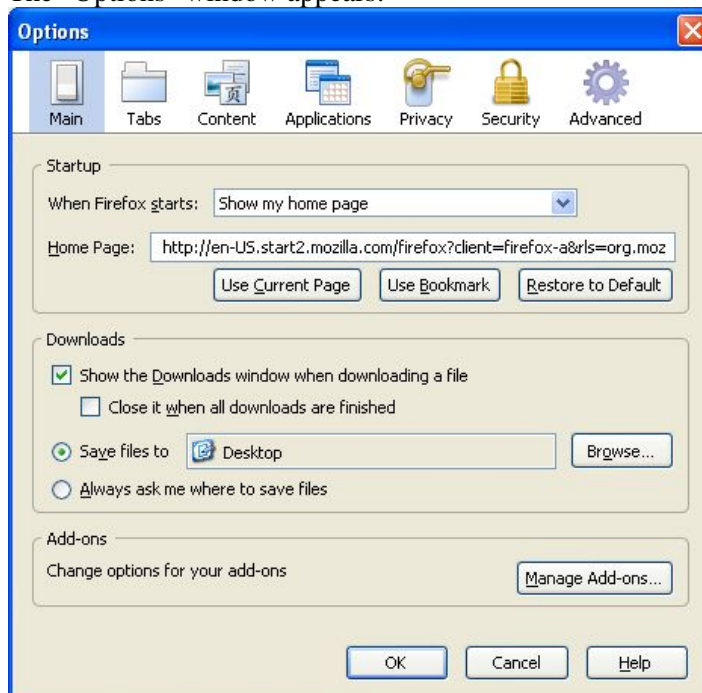 The "Options" window appears.
Options
Main Tabs Content Applications Privacy Security Advanced
Startup
When Firefox starts: Show my home page
Home Page: http://en-US.start2.mozilla.com/firefox?client=firefox-a&rls=org.moz
Use Current Page Use Bookmark Restore to Default
Downloads
Show the Downloads window when downloading a file
Close it when all downloads are finished
Save files to Desktop Browse...
Always ask me where to save files
Add-ons
Change options for your add-ons Manage Add-ons...
OK Cancel Help